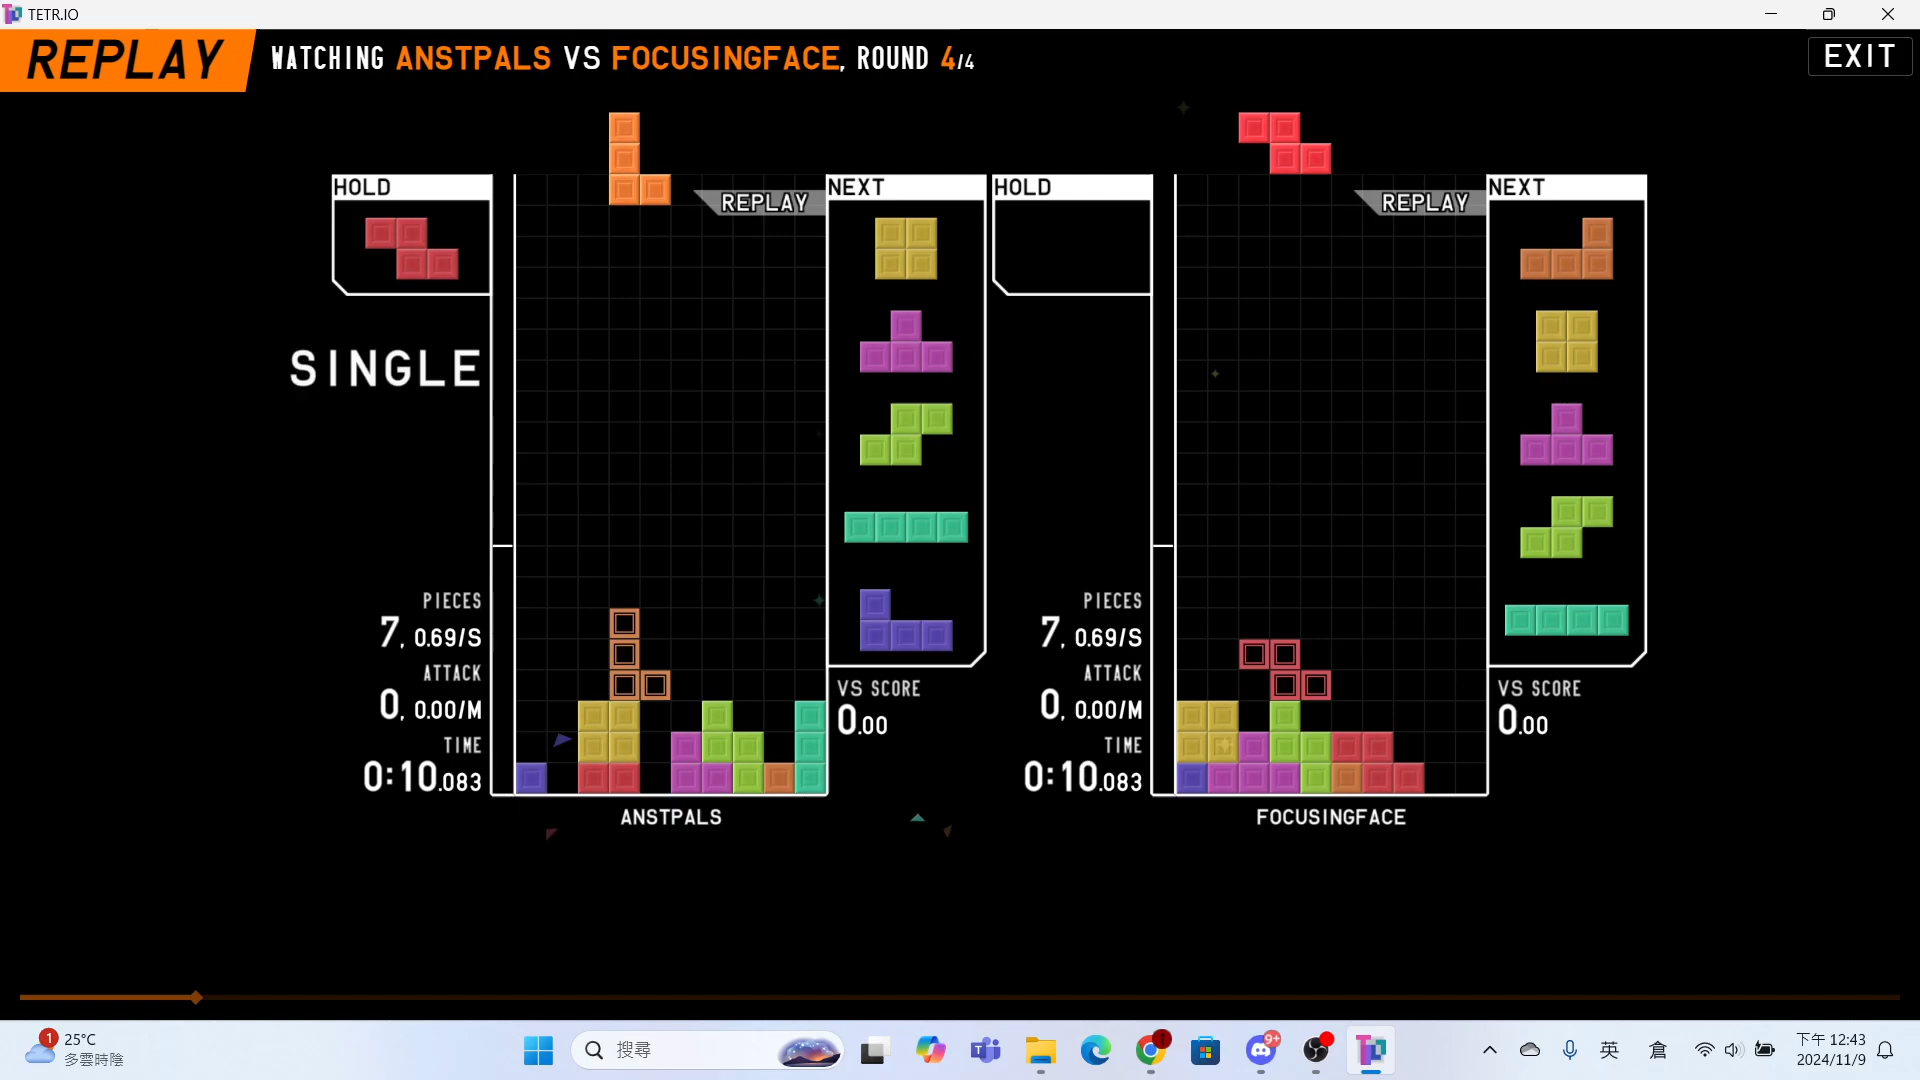 TETR.IO
REPLAY
WATCHING ANSTPALS VS FOCUSINGFACE, ROUND 4/4
EXIT
HOLD
REPLAY
NEXT
SINGLE
PIECES
7, 0.69/S
ATTACK
0, 0.00/M
TIME
0:10.083
VS SCORE
0.00
ANSTPALS
HOLD
REPLAY
NEXT
PIECES
7, 0.69/S
ATTACK
0, 0.00/M
TIME
0:10.083
VS SCORE
0.00
FOCUSINGFACE
1
25°C
多雲時陰
搜尋
9+
英
倉
下午 12:43
2024/11/9